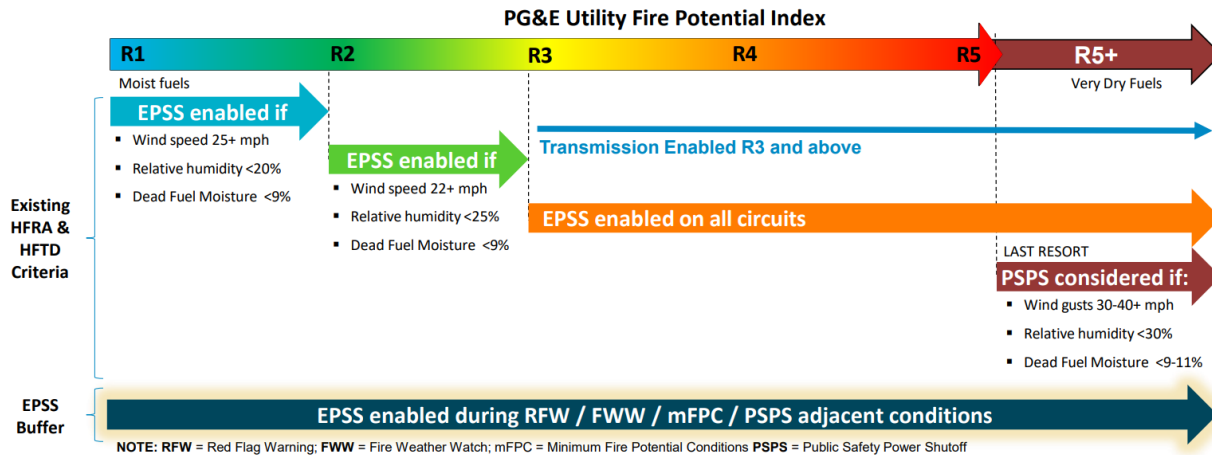 PG&E Utility Fire Potential Index
R1
R2
R3
R4
R5
R5+
Moist fuels
Very Dry Fuels
EPSS enabled if
▪ Wind speed 25+ mph
▪ Relative humidity <20%
▪ Dead Fuel Moisture <9%
EPSS enabled if
▪ Wind speed 22+ mph
▪ Relative humidity <25%
▪ Dead Fuel Moisture <9%
Transmission Enabled R3 and above
EPSS enabled on all circuits
LAST RESORT
PSPS considered if:
▪ Wind gusts 30-40+ mph
▪ Relative humidity <30%
▪ Dead Fuel Moisture <9-11%
Existing
HFRA &
HFTD
Criteria
EPSS
Buffer
EPSS enabled during RFW / FWW / mFPC / PSPS adjacent conditions
NOTE: RFW = Red Flag Warning; FWW = Fire Weather Watch; mFPC = Minimum Fire Potential Conditions PSPS = Public Safety Power Shutoff